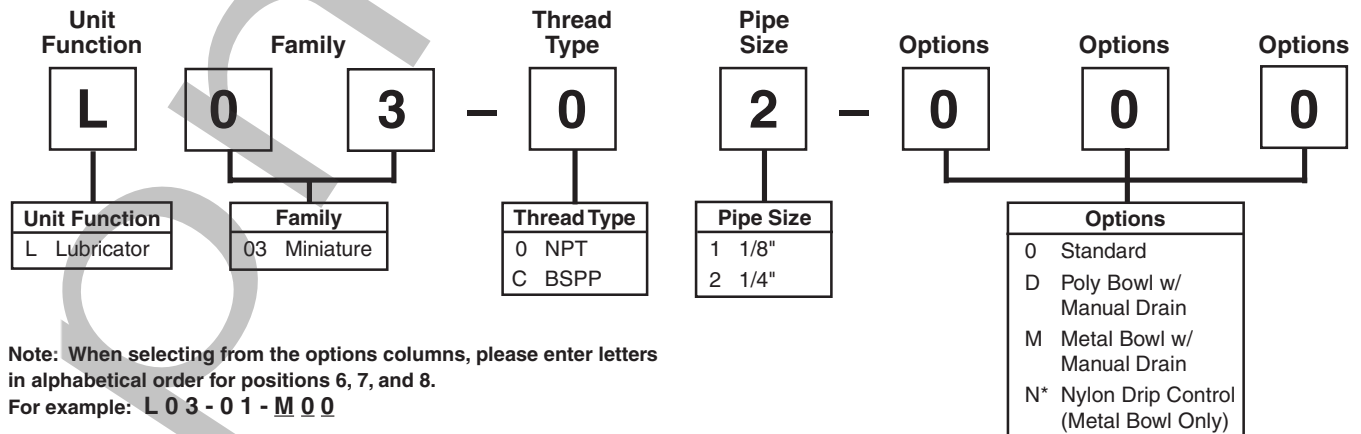 Unit Function
Family
Thread Type
Pipe Size
Options
Options
Options
L 0 3 – 0 2 – 0 0 0
Unit Function
L Lubricator
Family
03 Miniature
Thread Type
0 NPT
C BSPP
Pipe Size
1 1/8"
2 1/4"
Options
0 Standard
D Poly Bowl w/
Manual Drain
M Metal Bowl w/
Manual Drain
N* Nylon Drip Control
(Metal Bowl Only)
Note: When selecting from the options columns, please enter letters
in alphabetical order for positions 6, 7, and 8.
For example: L 0 3 - 0 1 - M 0 0